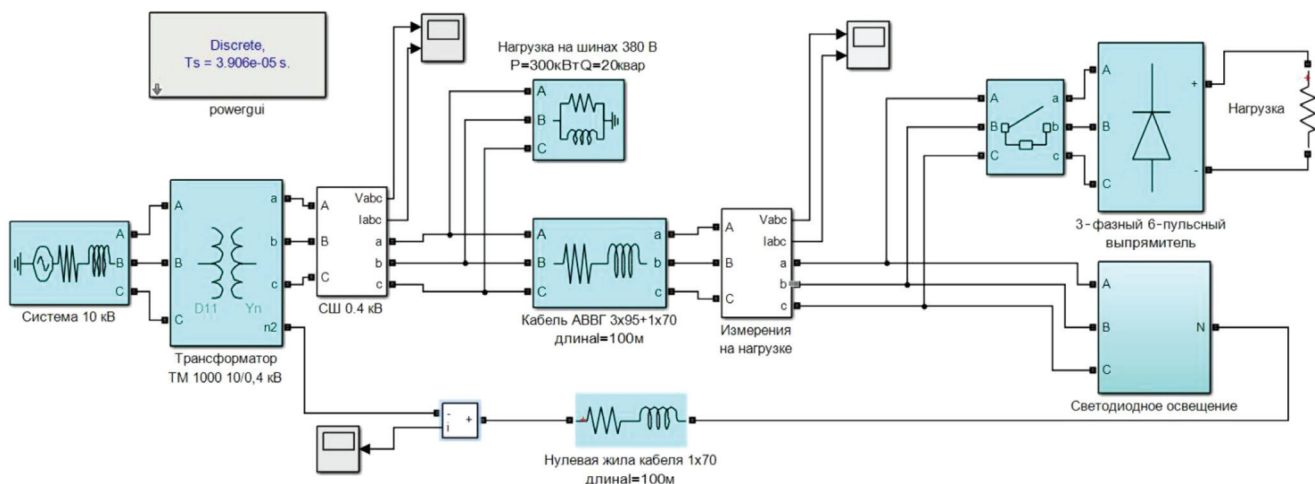 Discrete,
Ts = 3.906e-05 s.
powergui
Нагрузка на шинах 380 В
P=300кВтQ=20квар
A
B
C
A
B
C
Система 10 кВ
A
B
C
D11
Yn
a
b
c
n2
Трансформатор
ТМ 1000 10/0,4 кВ
A
B
C
Vabc
Iabc
a
b
c
СШ 0.4 кВ
A
B
C
a
b
c
Кабель АВВГ 3х95+1х70
длинаl=100м
A
B
C
Vabc
Iabc
a
b
c
Измерения
на нагрузке
A
B
C
a
b
c
A
B
C
+
-
3-фазный 6-пульсный
выпрямитель
+
Нагрузка
A
B
C
N
Светодиодное освещение
-
i
+
+
Нулевая жила кабеля 1х70
длинаl=100м